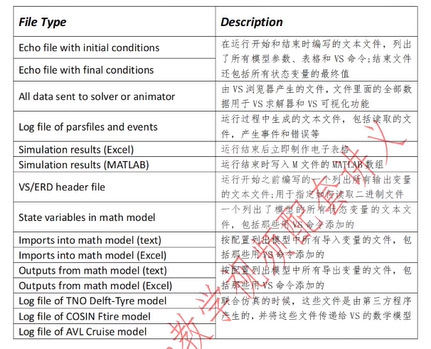 File Type Description
Echo file with initial conditions
Echo file with final conditions
在运行开始和结束时编写的文本文件，列出
了所有模型参数、表格和 VS 命令;结束文件
还包括所有状态变量的最终值
All data sent to solver or animator
由 VS 浏览器产生的文件，文件里面的全部数
据用于 VS 求解器和 VS 可视化功能
Log file of parsfiles and events
运行过程中生成的文本文件，包括读取的文
件，产生事件和错误等
Simulation results (Excel)
运行结束后立即制作电子表格
Simulation results (MATLAB)
运行结束时写入 M 文件的 MATLAB 数组
VS/ERD header file
运行开始之前编写的一个列出所有输出变量
的文本文件;用于指定如何读取二进制文件
State variables in math model
一个列出了模型的所有状态变量的文本文
件，包括那些用 VS 命令添加的
Imports into math model (text)
Imports into math model (Excel)
按配置列出模型中所有导入变量的文件，包
括那些用 VS 命令添加的
Outputs from math model (text)
Outputs from math model (Excel)
按配置列出模型中所有导出变量的文件，包
括那些用 VS 命令添加的
Log file of TNO Delft-Tyre model
Log file of COSIN Ftire model
Log file of AVL Cruise model
联合仿真的时候，这些文件是由第三方程序
产生的，并将这些文件传递给 VS 的数学模型
教学视频配套讲义